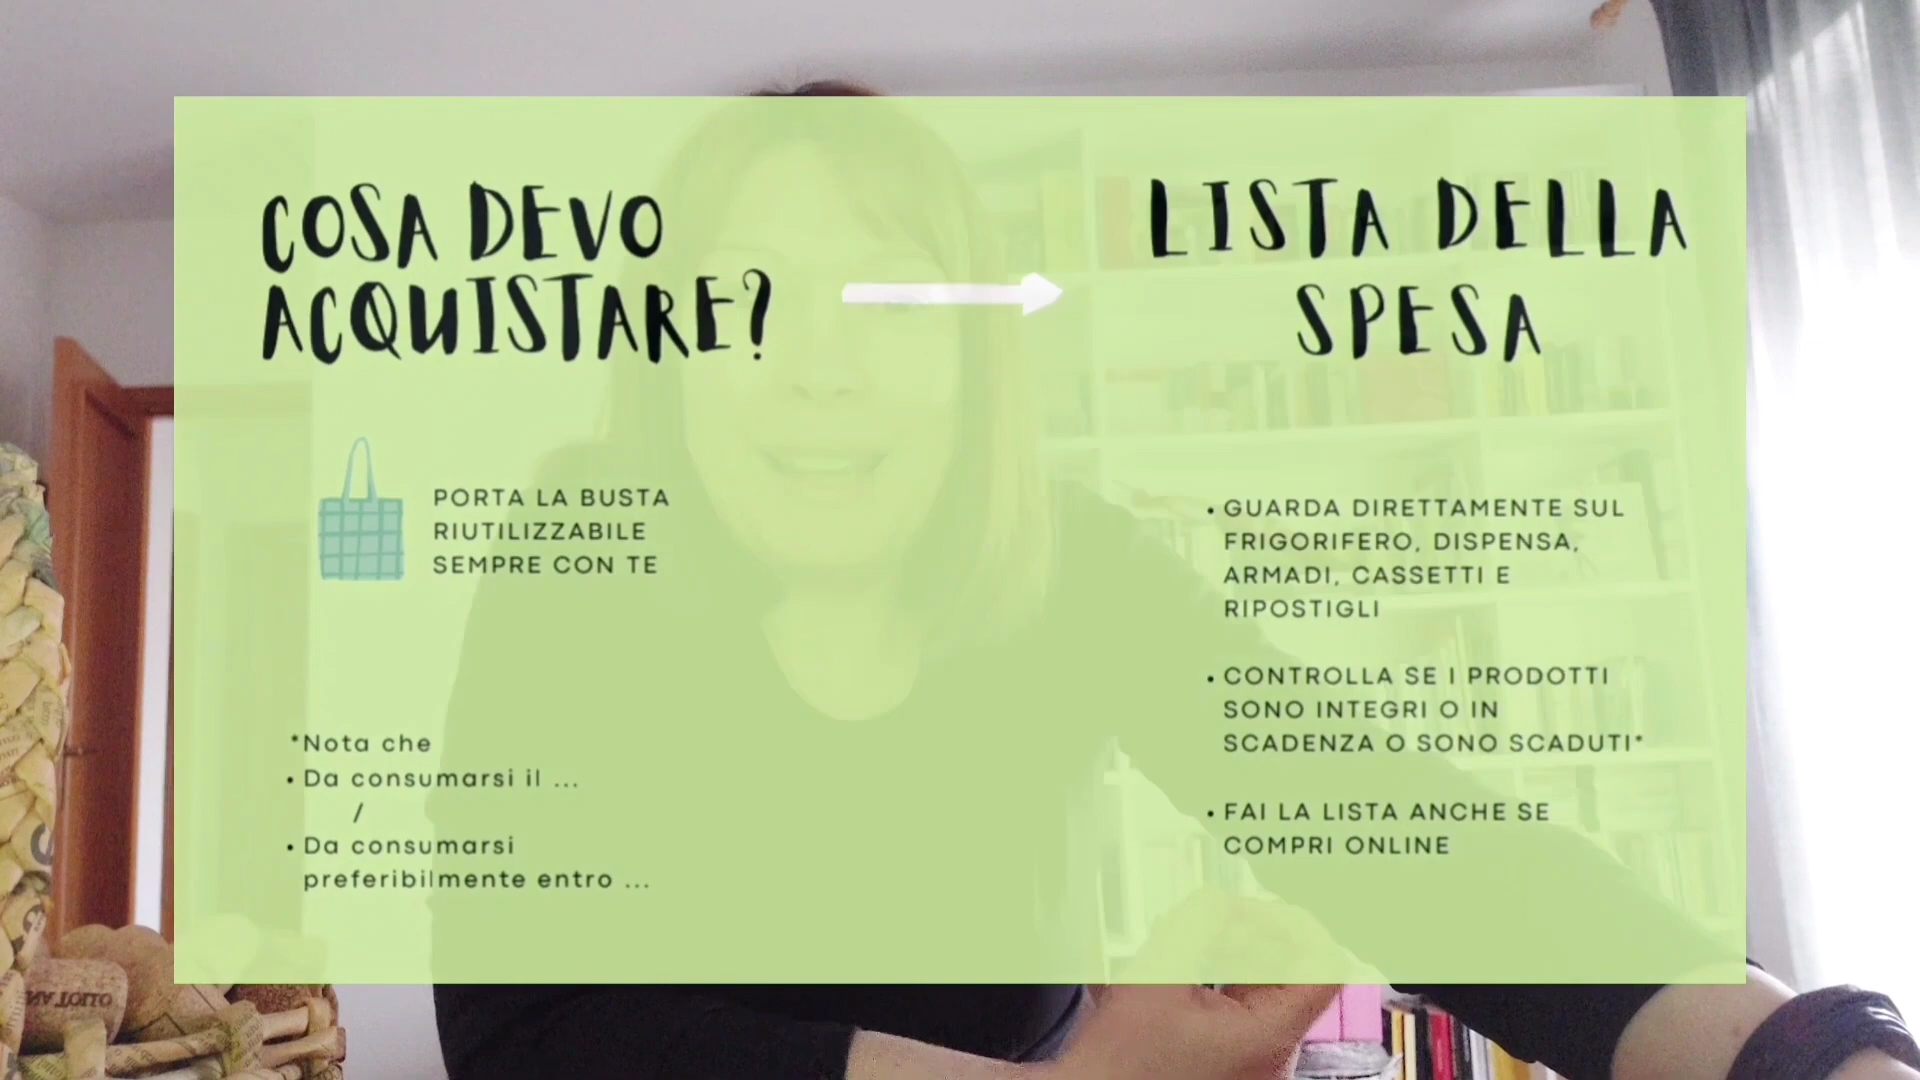 COSA DEVO
ACQUISTARE?
PORTA LA BUSTA
RIUTILIZZABILE
SEMPRE CON TE
*Nota che
• Da consumarsi il ...
/
• Da consumarsi
preferibilmente entro ...
LISTA DELLA
SPESA
• GUARDA DIRETTAMENTE SUL
FRIGORIFERO, DISPENSA,
ARMADI, CASSETTI E
RIPOSTIGLI
• CONTROLLA SE I PRODOTTI
SONO INTEGRI O IN
SCADENZA O SONO SCADUTI*
• FAI LA LISTA ANCHE SE
COMPRI ONLINE